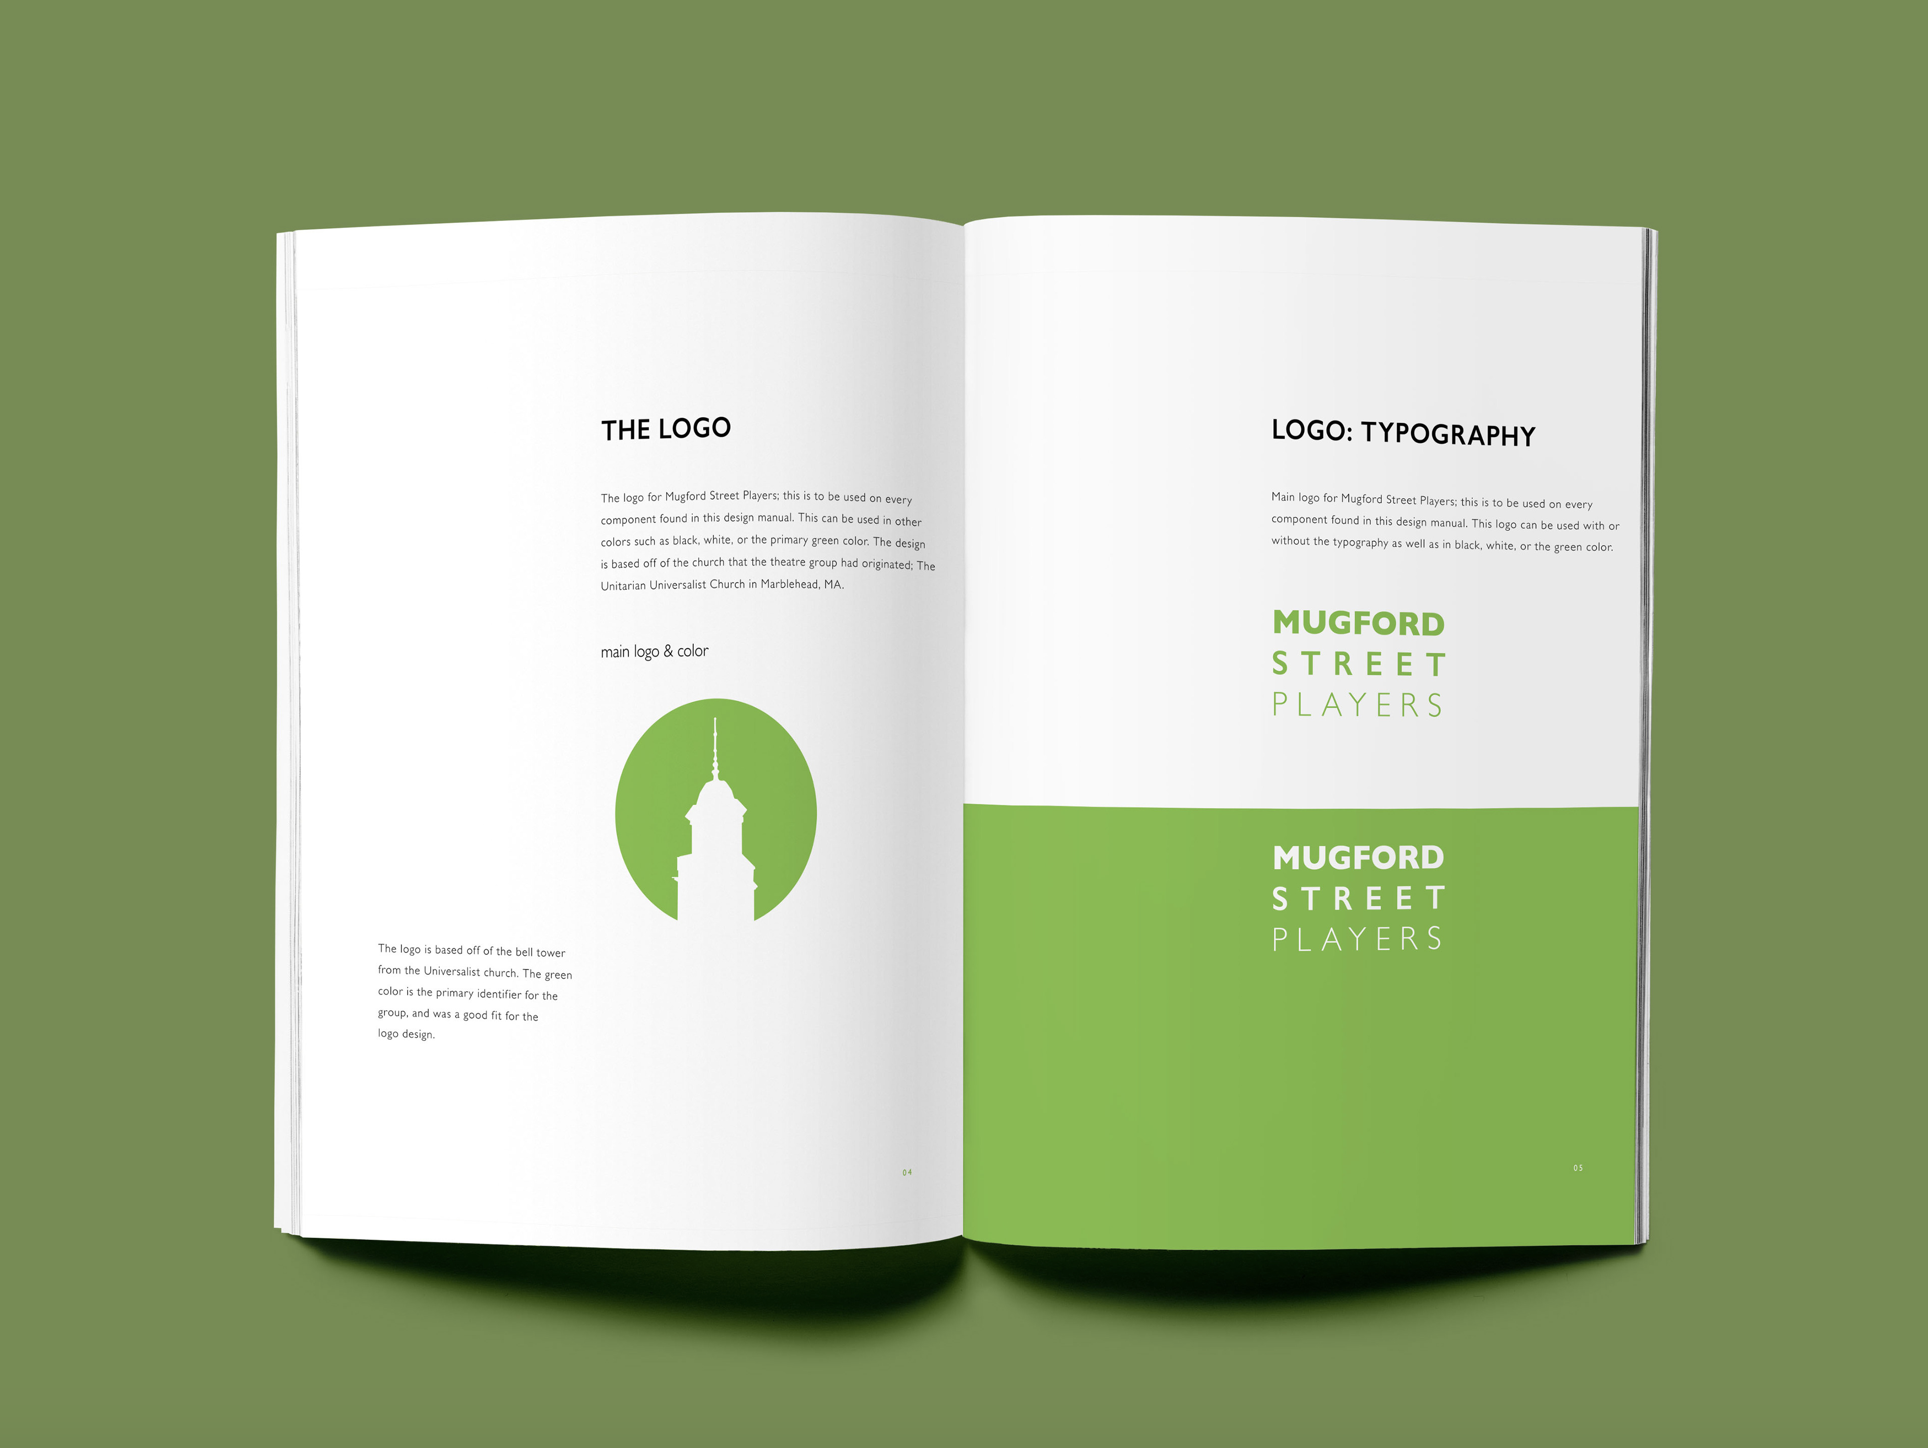 THE LOGO
The logo for Mugford Street Players; this is to be used on every
component found in this design manual. This can be used in other
colors such as black, white, or the primary green color. The design
is based off of the church that the theatre group had originated; The
Unitarian Universalist Church in Marblehead, MA.
main logo & color
The logo is based off of the bell tower
from the Universalist church. The green
color is the primary identifier for the
group, and was a good fit for the
logo design.
04
LOGO: TYPOGRAPHY
Main logo for Mugford Street Players; this is to be used on every
component found in this design manual. This logo can be used with or
without the typography as well as in black, white, or the green color.
MUGFORD
STREET
PLAYERS
MUGFORD
STREET
PLAYERS
05